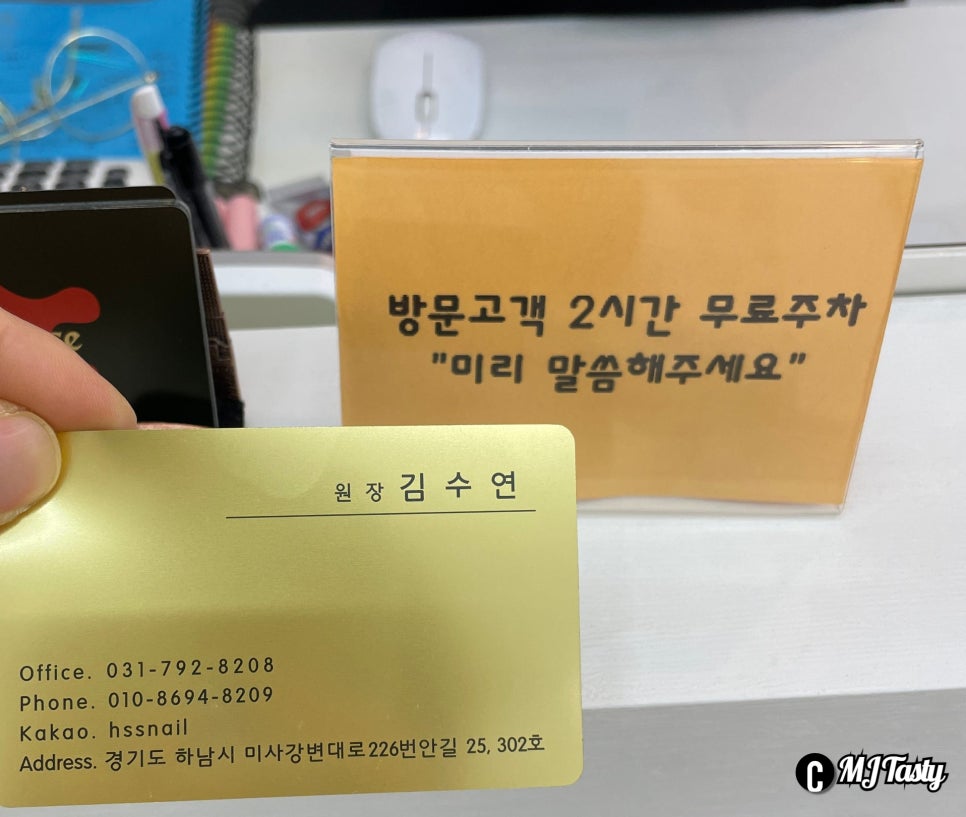 방문고객 2시간 무료주차
"미리 말씀해주세요"
원장 김수연
Office. 031-792-8208
Phone. 010-8694-8209
Kakao. hssnail
Address. 경기도 하남시 미사강변대로226번안길 25, 302호
C MJ Tasty